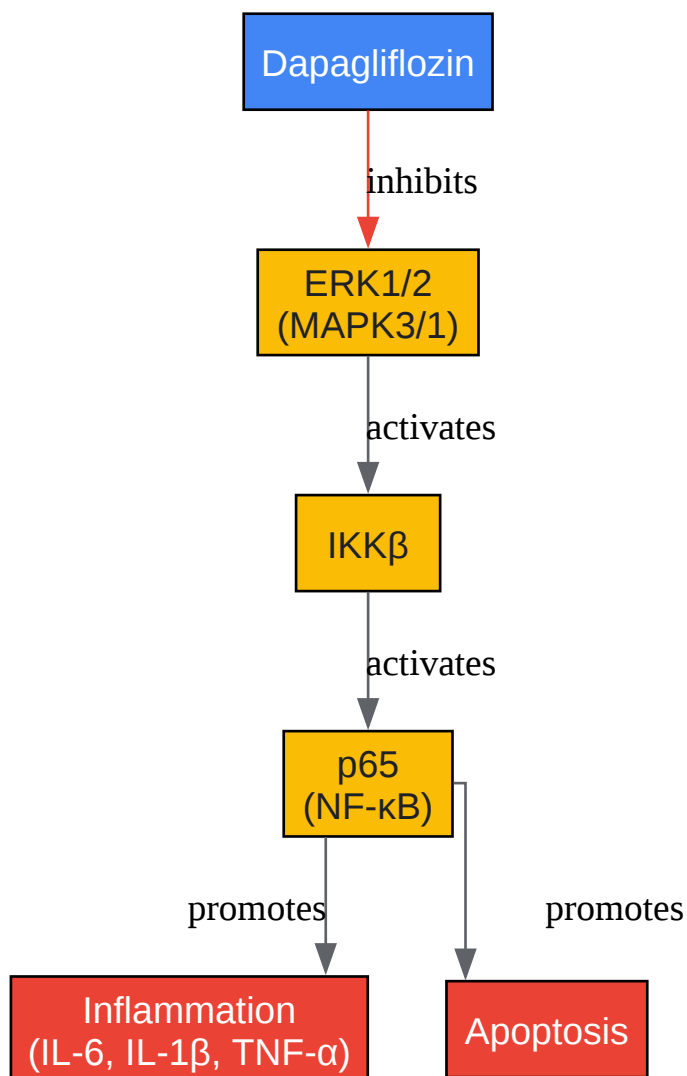 Dapagliflozin
inhibits
ERK1/2
(MAPK3/1)
activates
IKKβ
activates
p65
(NF-κB)
promotes
promotes
Inflammation
(IL-6, IL-1β, TNF-α)
Apoptosis